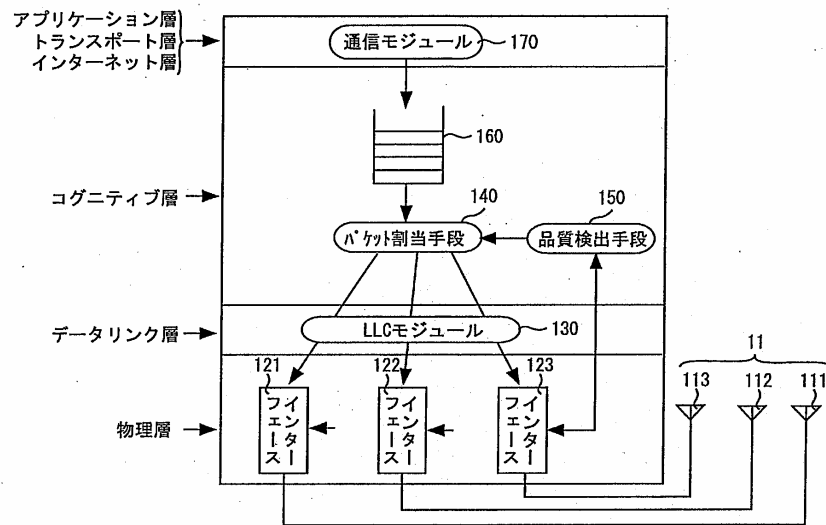 アプリケーション層
トランスポート層
インターネット層
通信モジュール
170
160
コグニティブ層
140
150
パケット割当手段
品質検出手段
データリンク層
LLCモジュール
130
11
121
122
123
113
112
111
物理層
インターフェース
インターフェース
インターフェース